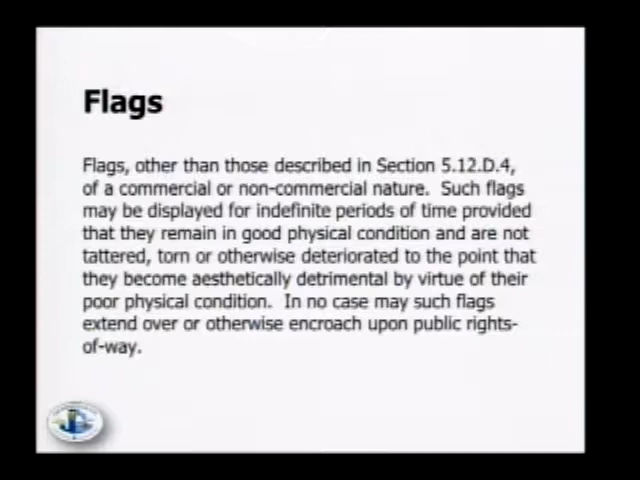 Flags
Flags, other than those described in Section 5.12.D.4,
of a commercial or non-commercial nature. Such flags
may be displayed for indefinite periods of time provided
that they remain in good physical condition and are not
tattered, torn or otherwise deteriorated to the point that
they become aesthetically detrimental by virtue of their
poor physical condition. In no case may such flags
extend over or otherwise encroach upon public rights-
of-way.